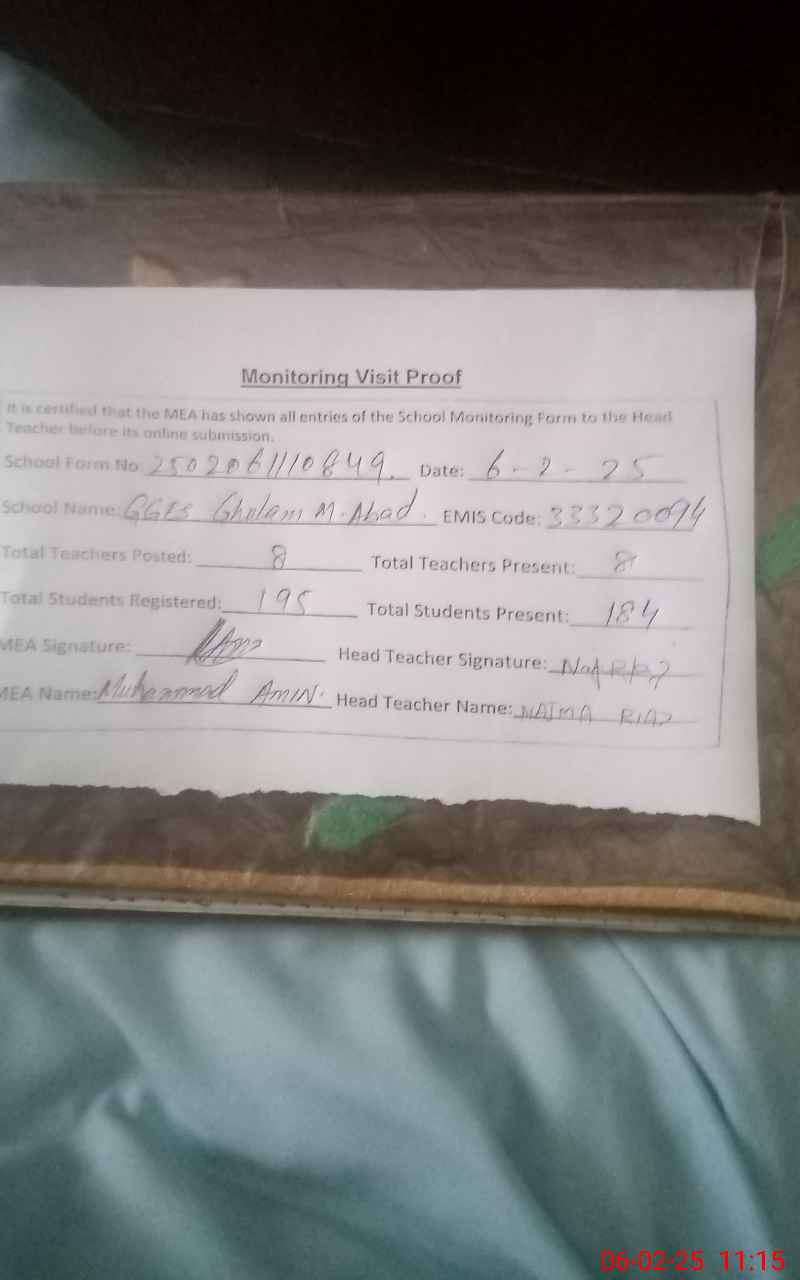 Monitoring Visit Proof
It is certified that the MEA has shown all entries of the School Monitoring Form to the Head
Teacher before its online submission.
School Form No 2502061110849. Date: 6-2-25
School Name: GGES Ghulam M. Abad. EMIS Code: 33320094
Total Teachers Posted: 8 Total Teachers Present: 8
Total Students Registered: 195 Total Students Present: 184
MEA Signature: Head Teacher Signature:
MEA Name: Muhammad AMIN. Head Teacher Name: NAIMA RIAZ
06-02-25 11:15